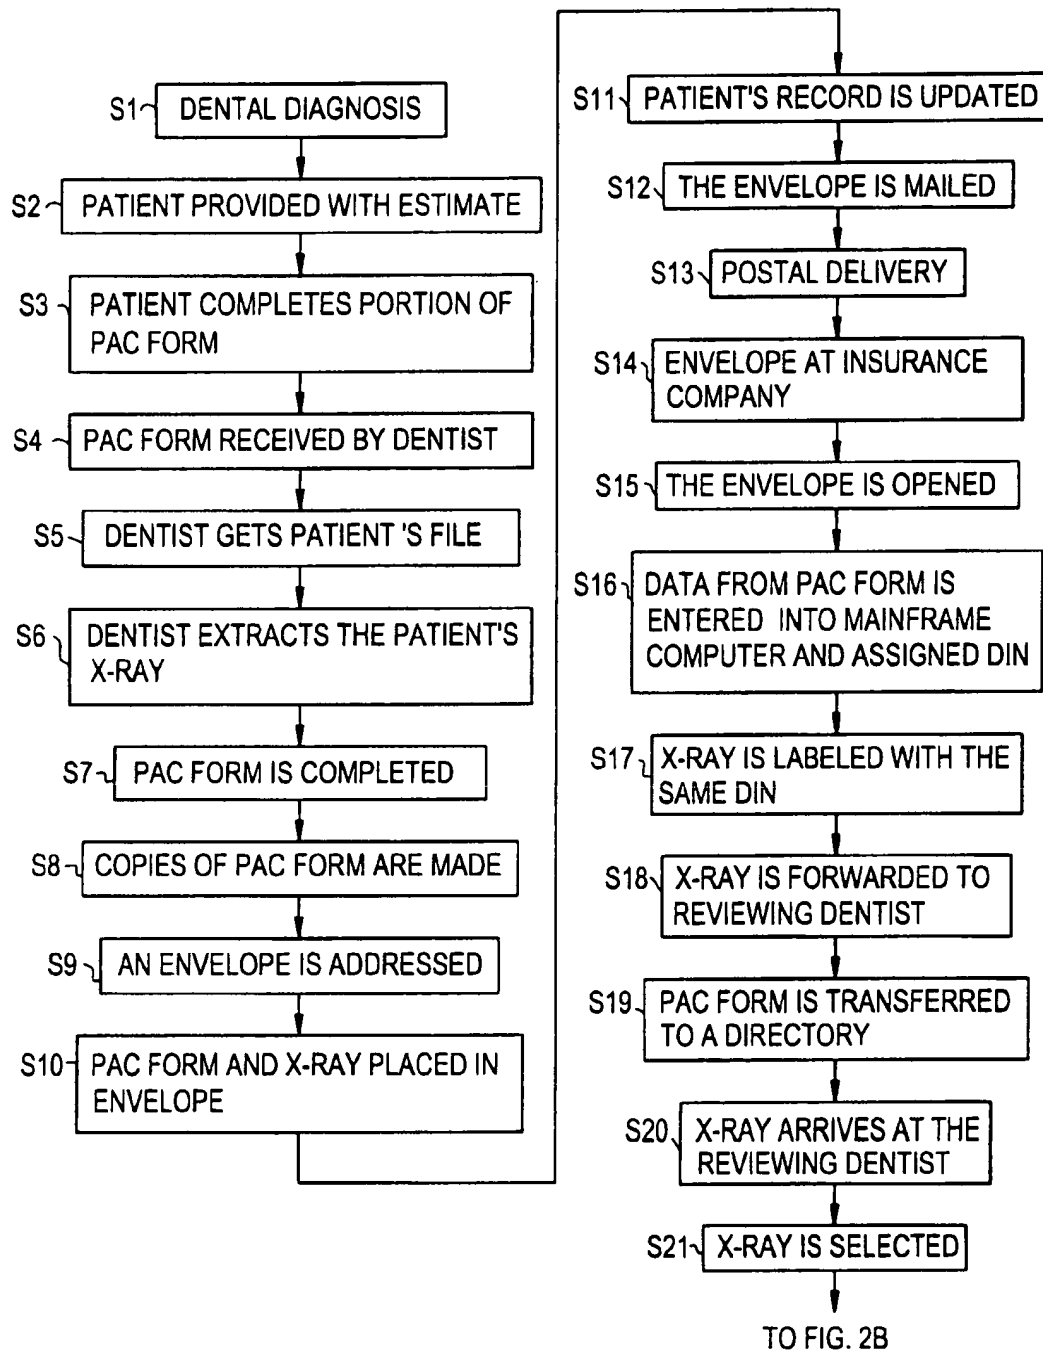 S1 DENTAL DIAGNOSIS
S2 PATIENT PROVIDED WITH ESTIMATE
S3 PATIENT COMPLETES PORTION OF
PAC FORM
S4 PAC FORM RECEIVED BY DENTIST
S5 DENTIST GETS PATIENT 'S FILE
S6 DENTIST EXTRACTS THE PATIENT'S
X-RAY
S7 PAC FORM IS COMPLETED
S8 COPIES OF PAC FORM ARE MADE
S9 AN ENVELOPE IS ADDRESSED
S10 PAC FORM AND X-RAY PLACED IN
ENVELOPE
S11 PATIENT'S RECORD IS UPDATED
S12 THE ENVELOPE IS MAILED
S13 POSTAL DELIVERY
S14 ENVELOPE AT INSURANCE
COMPANY
S15 THE ENVELOPE IS OPENED
S16 DATA FROM PAC FORM IS
ENTERED INTO MAINFRAME
COMPUTER AND ASSIGNED DIN
S17 X-RAY IS LABELED WITH THE
SAME DIN
S18 X-RAY IS FORWARDED TO
REVIEWING DENTIST
S19 PAC FORM IS TRANSFERRED
TO A DIRECTORY
S20 X-RAY ARRIVES AT THE
REVIEWING DENTIST
S21 X-RAY IS SELECTED
TO FIG. 2B